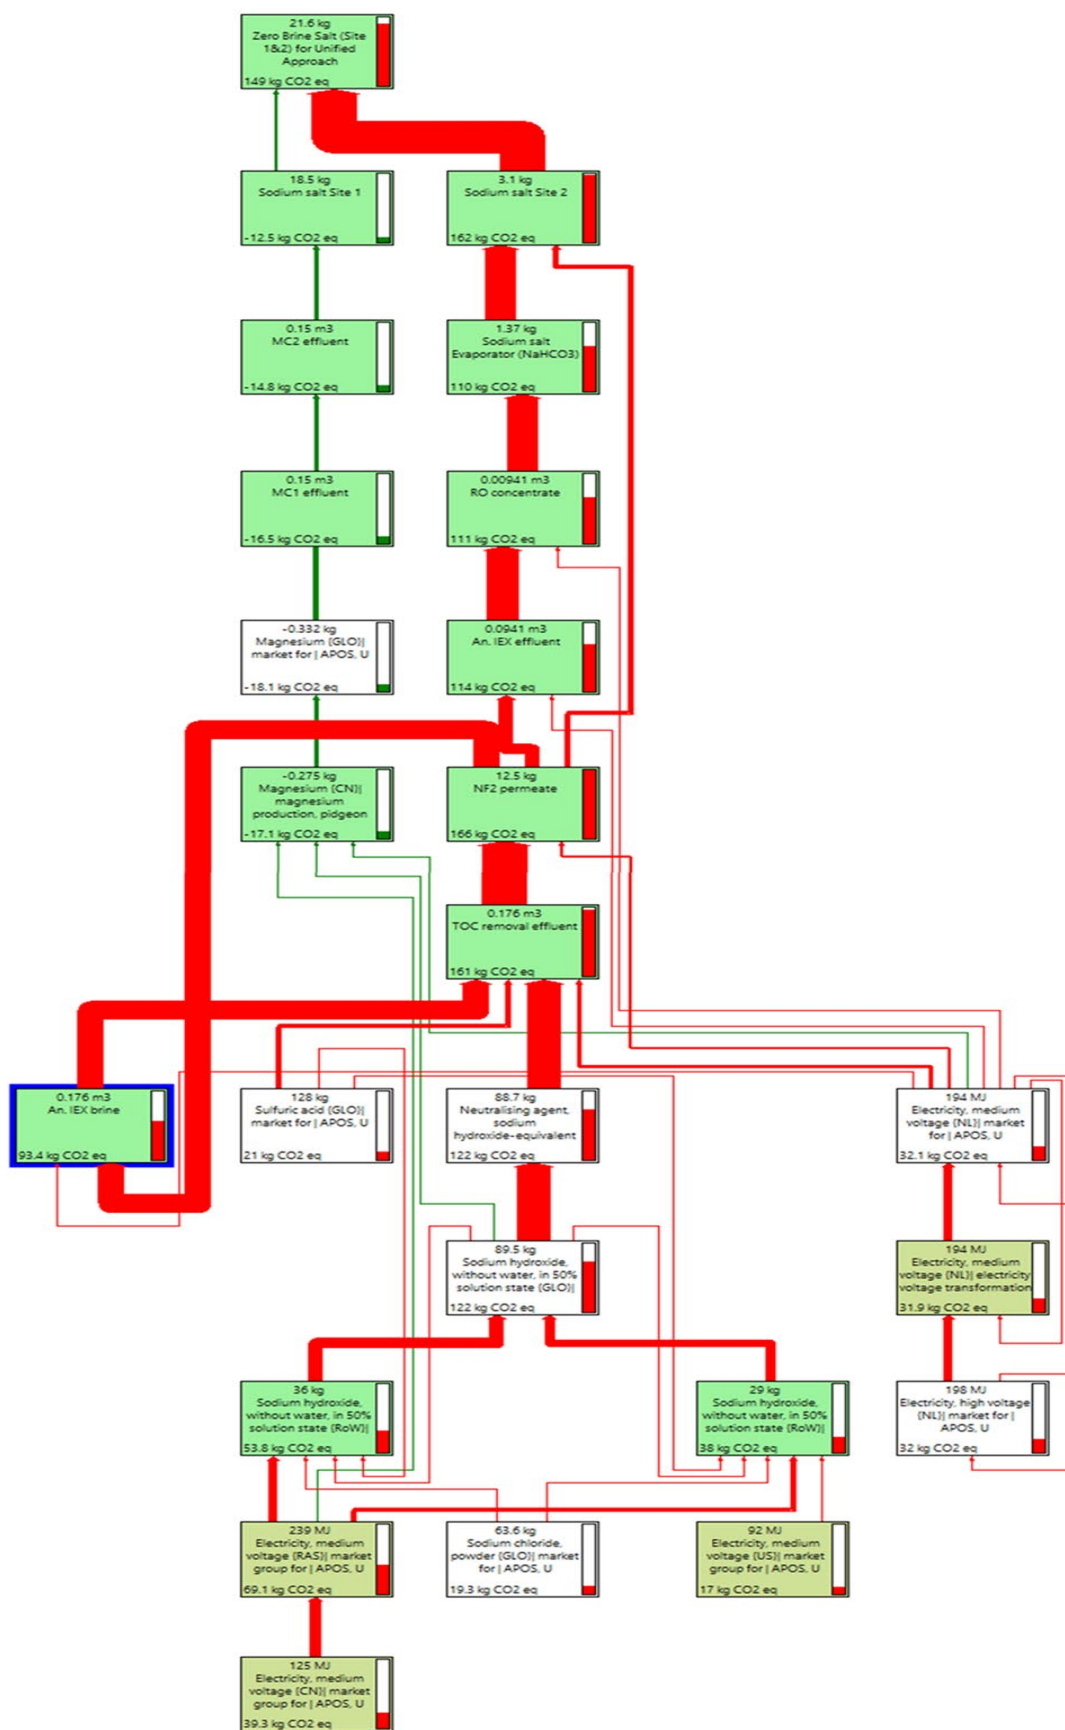 21.6 kg
Zero Brine Salt (Site
1&2) for Unified
Approach
149 kg CO2 eq
18.5 kg
Sodium salt Site 1
-12.5 kg CO2 eq
3.1 kg
Sodium salt Site 2
162 kg CO2 eq
0.15 m3
MC2 effluent
-14.8 kg CO2 eq
1.37 kg
Sodium salt
Evaporator (NaHCO3)
110 kg CO2 eq
0.15 m3
MC1 effluent
-16.5 kg CO2 eq
0.00941 m3
RO concentrate
111 kg CO2 eq
-0.332 kg
Magnesium {GLO}|
market for | APOS, U
-18.1 kg CO2 eq
0.0941 m3
An. IEX effluent
114 kg CO2 eq
-0.275 kg
Magnesium {CN}|
magnesium
production, pidgeon
-17.1 kg CO2 eq
12.5 kg
NF2 permeate
166 kg CO2 eq
0.176 m3
TOC removal effluent
161 kg CO2 eq
0.176 m3
An. IEX brine
93.4 kg CO2 eq
128 kg
Sulfuric acid {GLO}|
market for | APOS, U
21 kg CO2 eq
88.7 kg
Neutralising agent,
sodium
hydroxide-equivalent
122 kg CO2 eq
194 MJ
Electricity, medium
voltage {NL}| market
for | APOS, U
32.1 kg CO2 eq
89.5 kg
Sodium hydroxide,
without water, in 50%
solution state {GLO}|
122 kg CO2 eq
194 MJ
Electricity, medium
voltage {NL}| electricity
voltage transformation
31.9 kg CO2 eq
36 kg
Sodium hydroxide,
without water, in 50%
solution state {RoW}|
53.8 kg CO2 eq
29 kg
Sodium hydroxide,
without water, in 50%
solution state {RoW}|
38 kg CO2 eq
198 MJ
Electricity, high voltage
{NL}| market for |
APOS, U
32 kg CO2 eq
239 MJ
Electricity, medium
voltage {RAS}| market
group for | APOS, U
69.1 kg CO2 eq
63.6 kg
Sodium chloride,
powder {GLO}| market
for | APOS, U
19.3 kg CO2 eq
92 MJ
Electricity, medium
voltage {US}| market
group for | APOS, U
17 kg CO2 eq
125 MJ
Electricity, medium
voltage {CN}| market
group for | APOS, U
39.3 kg CO2 eq